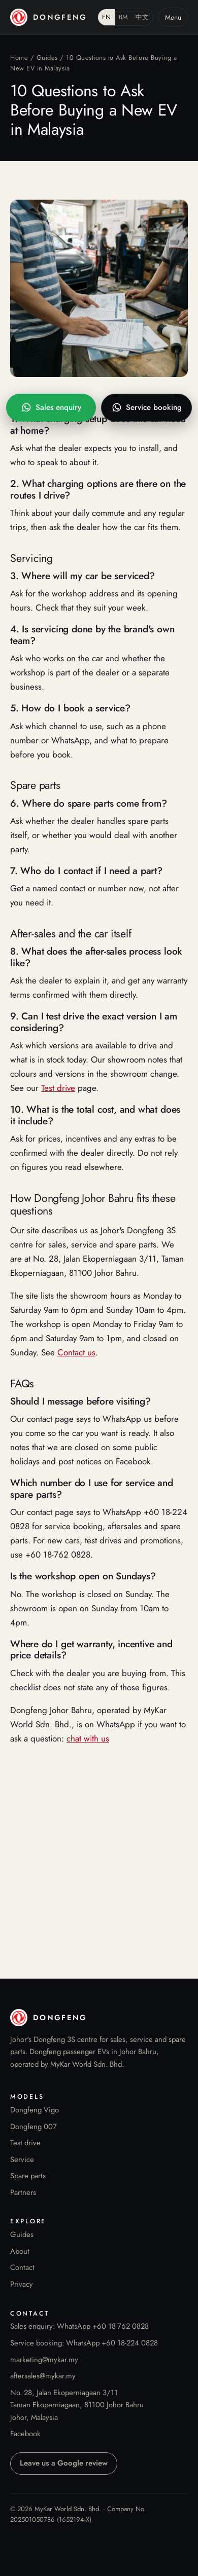 DONGFENG
EN
BM
中文
Menu
Home / Guides / 10 Questions to Ask Before Buying a
New EV in Malaysia
10 Questions to Ask
Before Buying a New EV
in Malaysia
Sales enquiry
Service booking
at home?
Ask what the dealer expects you to install, and
who to speak to about it.
2. What charging options are there on the
routes I drive?
Think about your daily commute and any regular
trips, then ask the dealer how the car fits them.
Servicing
3. Where will my car be serviced?
Ask for the workshop address and its opening
hours. Check that they suit your week.
4. Is servicing done by the brand's own
team?
Ask who works on the car and whether the
workshop is part of the dealer or a separate
business.
5. How do I book a service?
Ask which channel to use, such as a phone
number or WhatsApp, and what to prepare
before you book.
Spare parts
6. Where do spare parts come from?
Ask whether the dealer handles spare parts
itself, or whether you would deal with another
party.
7. Who do I contact if I need a part?
Get a named contact or number now, not after
you need it.
After-sales and the car itself
8. What does the after-sales process look
like?
Ask the dealer to explain it, and get any warranty
terms confirmed with them directly.
9. Can I test drive the exact version I am
considering?
Ask which versions are available to drive and
what is in stock today. Our showroom notes that
colours and versions in the showroom change.
See our Test drive page.
10. What is the total cost, and what does
it include?
Ask for prices, incentives and any extras to be
confirmed with the dealer directly. Do not rely
on figures you read elsewhere.
How Dongfeng Johor Bahru fits these
questions
Our site describes us as Johor's Dongfeng 3S
centre for sales, service and spare parts. We
are at No. 28, Jalan Ekoperniagaan 3/11, Taman
Ekoperniagaan, 81100 Johor Bahru.
The site lists the showroom hours as Monday to
Saturday 9am to 6pm and Sunday 10am to 4pm.
The workshop is open Monday to Friday 9am to
6pm and Saturday 9am to 1pm, and closed on
Sunday. See Contact us.
FAQs
Should I message before visiting?
Our contact page says to WhatsApp us before
you come so the car you want is ready. It also
notes that we are closed on some public
holidays and post notices on Facebook.
Which number do I use for service and
spare parts?
Our contact page says to WhatsApp +60 18-224
0828 for service booking, aftersales and spare
parts. For new cars, test drives and promotions,
use +60 18-762 0828.
Is the workshop open on Sundays?
No. The workshop is closed on Sunday. The
showroom is open on Sunday from 10am to
4pm.
Where do I get warranty, incentive and
price details?
Check with the dealer you are buying from. This
checklist does not state any of those figures.
Dongfeng Johor Bahru, operated by MyKar
World Sdn. Bhd., is on WhatsApp if you want to
ask a question: chat with us
DONGFENG
Johor's Dongfeng 3S centre for sales, service and spare
parts. Dongfeng passenger EVs in Johor Bahru,
operated by MyKar World Sdn. Bhd.
MODELS
Dongfeng Vigo
Dongfeng 007
Test drive
Service
Spare parts
Partners
EXPLORE
Guides
About
Contact
Privacy
CONTACT
Sales enquiry: WhatsApp +60 18-762 0828
Service booking: WhatsApp +60 18-224 0828
marketing@mykar.my
aftersales@mykar.my
No. 28, Jalan Ekoperniagaan 3/11
Taman Ekoperniagaan, 81100 Johor Bahru
Johor, Malaysia
Facebook
Leave us a Google review
© 2026 MyKar World Sdn. Bhd. · Company No.
202501050786 (1652194-X)